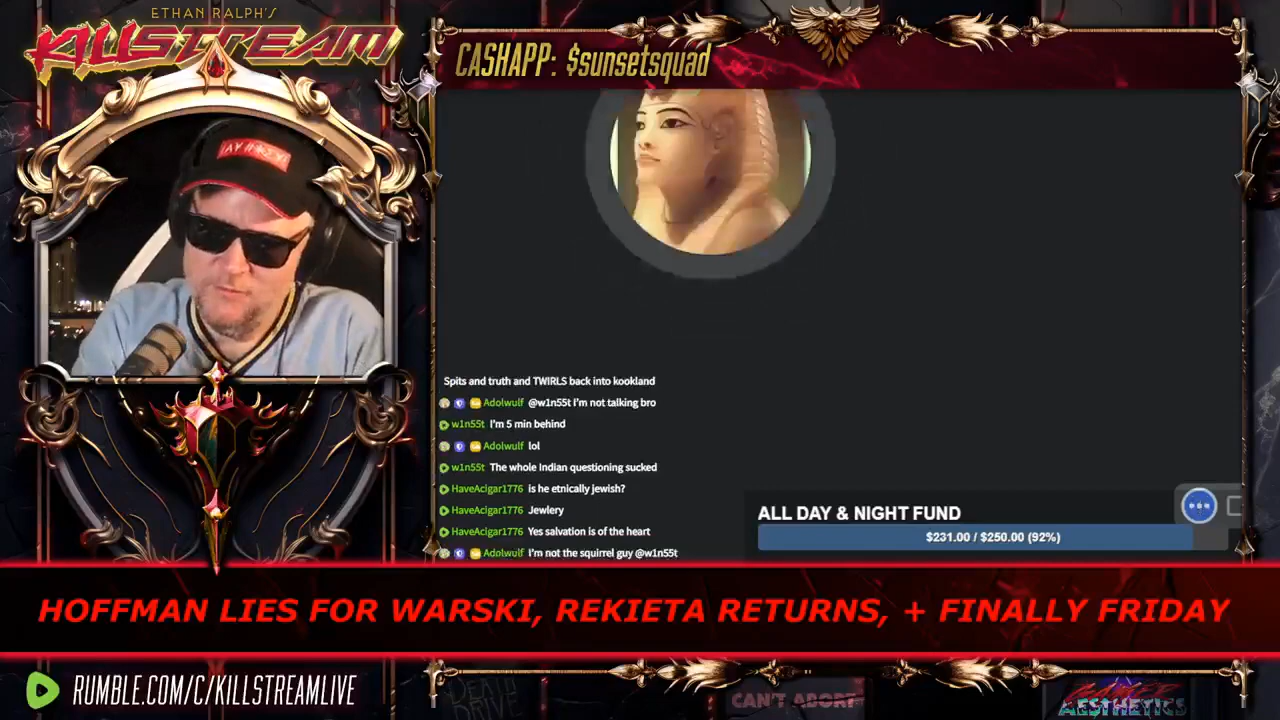 ETHAN RALPH'S
KILLSTREAM
CASHAPP: $sunsetsquad
Spits and truth and TWIRLS back into kookland
Adolwulf @w1n55t I'm not talking bro
w1n55t I'm 5 min behind
Adolwulf lol
w1n55t The whole Indian questioning sucked
HaveAcigar1776 is he etnically jewish?
HaveAcigar1776 Jewlery
HaveAcigar1776 Yes salvation is of the heart
Adolwulf I'm not the squirrel guy @w1n55t
ALL DAY & NIGHT FUND
$231.00 / $250.00 (92%)
HOFFMAN LIES FOR WARSKI, REKIETA RETURNS, + FINALLY FRIDAY
RUMBLE.COM/C/KILLSTREAMLIVE
DEATH
DRIVE
CAN'T ABORT
AESTHETICS